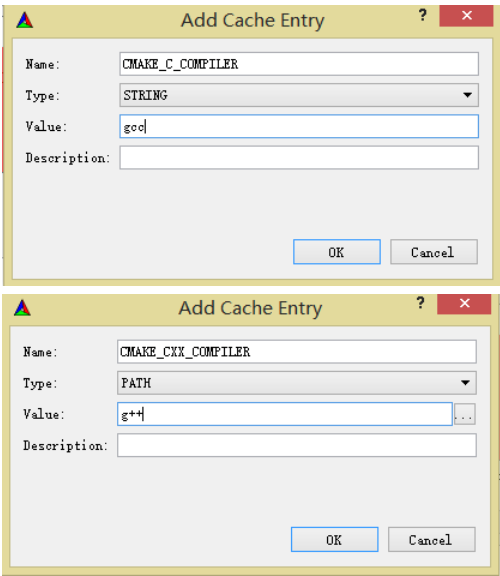 Add Cache Entry ? ×
Name: CMAKE_C_COMPILER
Type: STRING
Value: gcc
Description:
OK Cancel
Add Cache Entry ? ×
Name: CMAKE_CXX_COMPILER
Type: PATH
Value: g++ ...
Description:
OK Cancel